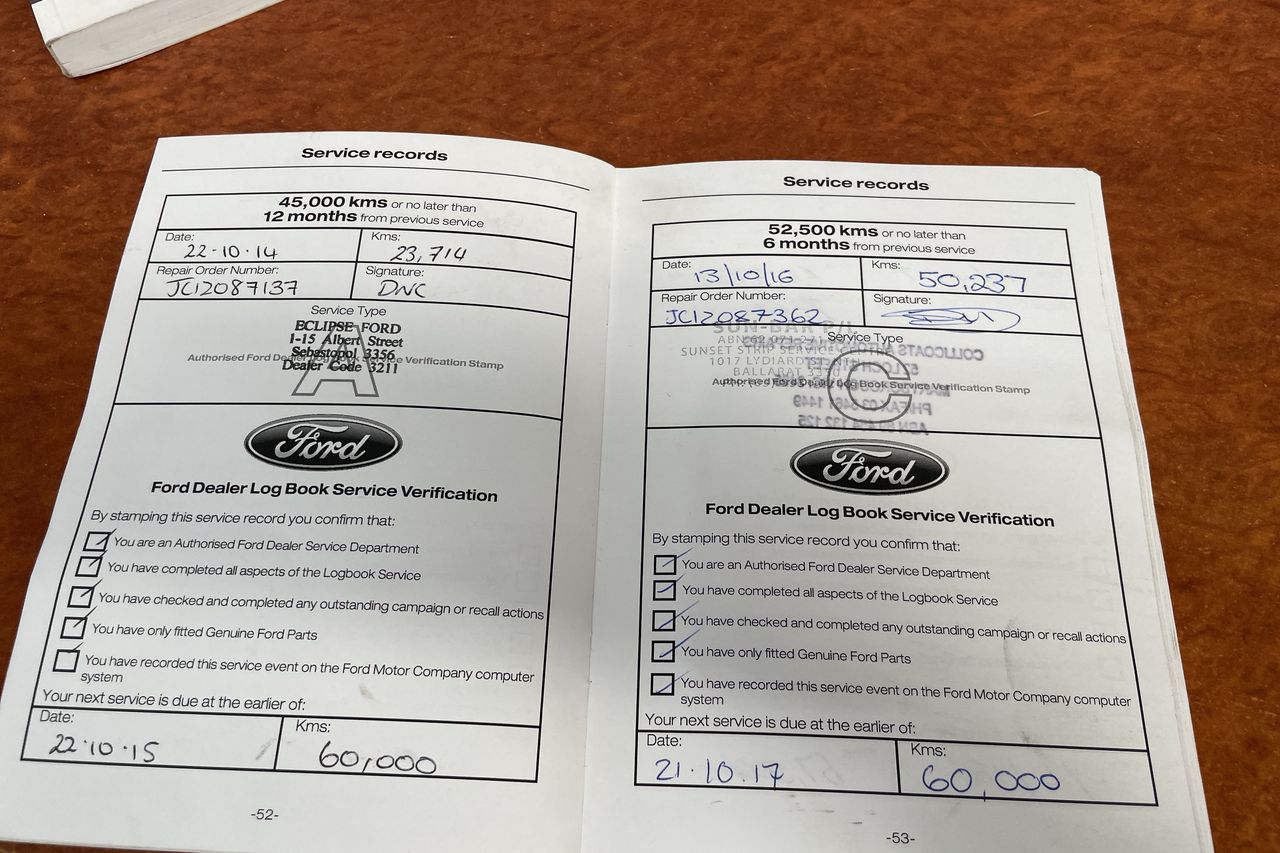 Service records
45,000 kms or no later than
12 months from previous service
Date:
22·10·14
Kms:
23,714
Repair Order Number:
JC12087137
Signature:
DNC
Service Type
A
ECLIPSE FORD
1-15 Albert Street
Sebastopol 3356
Dealer Code 3211
Authorised Ford Dealer Log Book Service Verification Stamp
Ford
Ford Dealer Log Book Service Verification
By stamping this service record you confirm that:
You are an Authorised Ford Dealer Service Department
You have completed all aspects of the Logbook Service
You have checked and completed any outstanding campaign or recall actions
You have only fitted Genuine Ford Parts
You have recorded this service event on the Ford Motor Company computer
system
Your next service is due at the earlier of:
Date:
22·10·15
Kms:
60,000
-52-
Service records
52,500 kms or no later than
6 months from previous service
Date:
13/10/16
Kms:
50,237
Repair Order Number:
JC12087362
Signature:
Service Type
C
SUN-BAR P/L
ABN
SUNSET STRIP SERVICE
1017 LYDIARD
BALLARAT
Authorised Ford Dealer Log Book Service Verification Stamp
Ford
Ford Dealer Log Book Service Verification
By stamping this service record you confirm that:
You are an Authorised Ford Dealer Service Department
You have completed all aspects of the Logbook Service
You have checked and completed any outstanding campaign or recall actions
You have only fitted Genuine Ford Parts
You have recorded this service event on the Ford Motor Company computer
system
Your next service is due at the earlier of:
Date:
21·10·17
Kms:
60,000
-53-